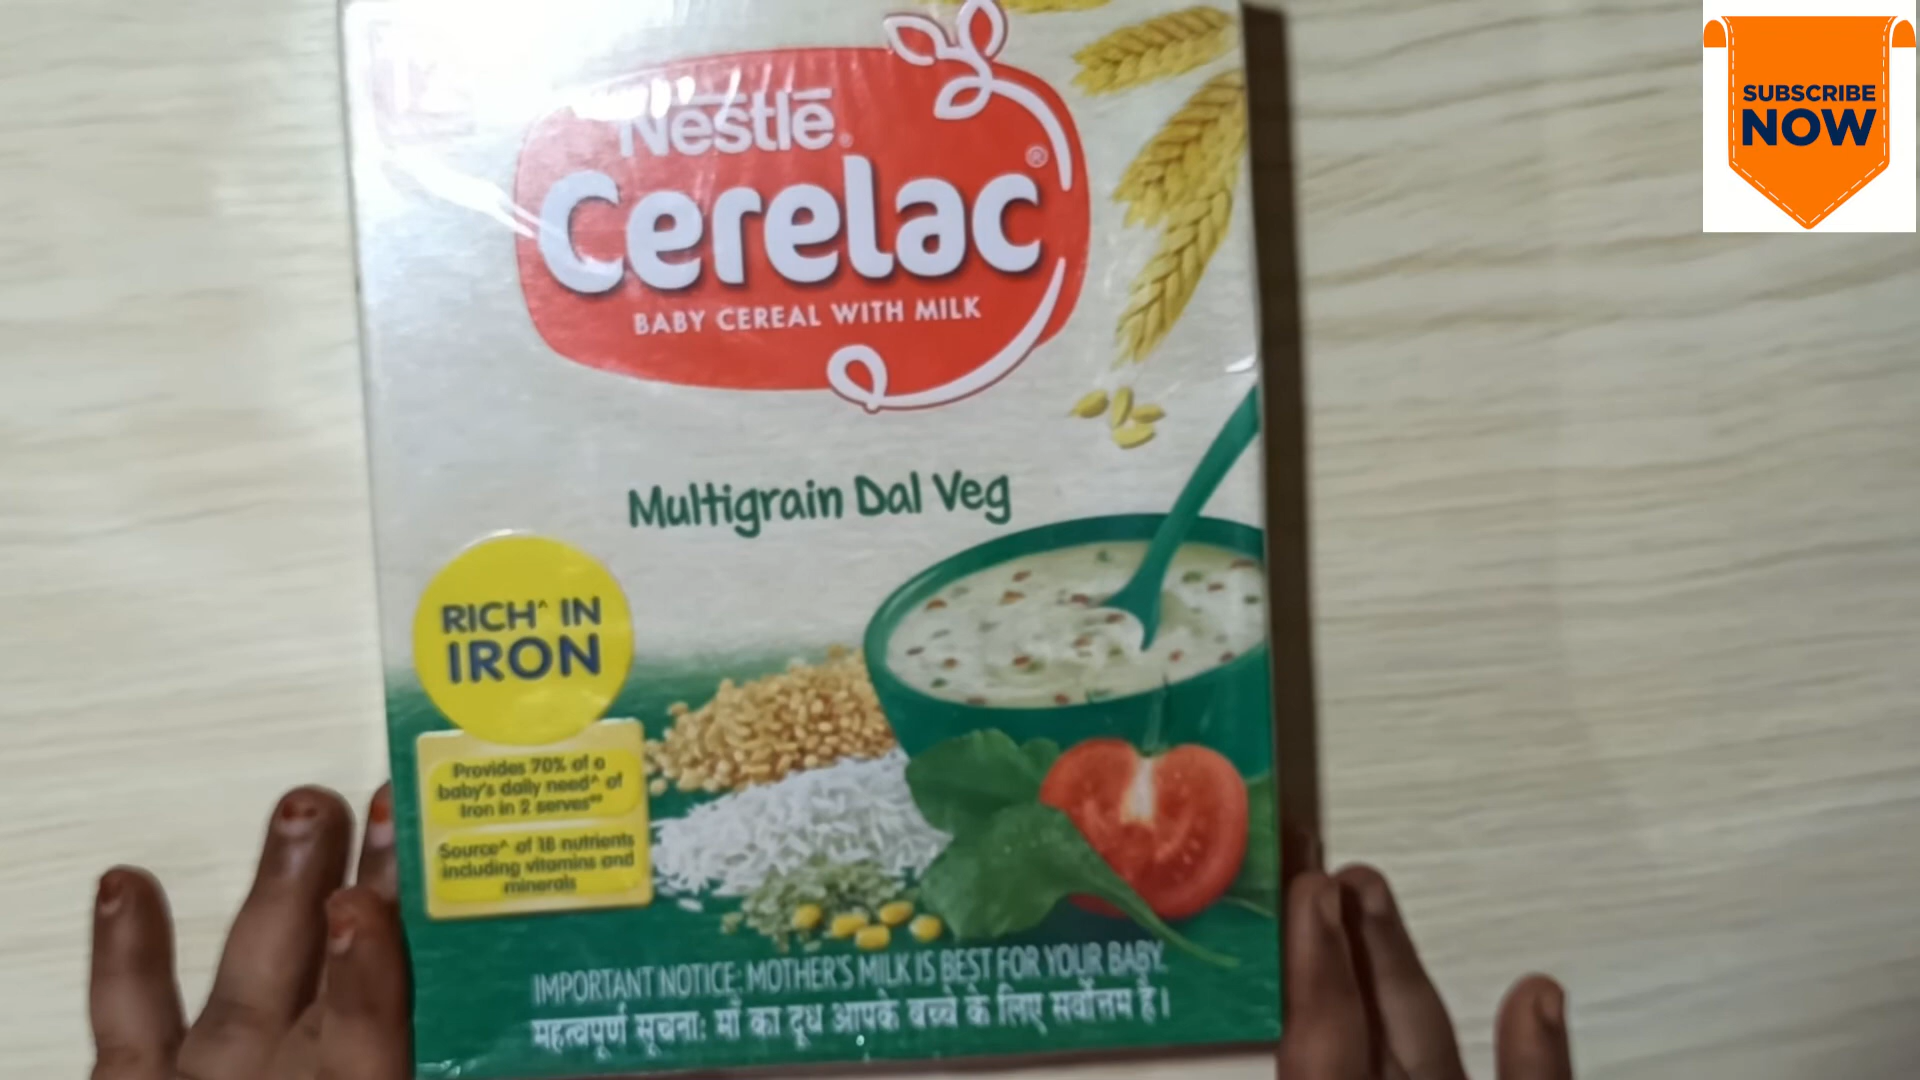 Nestlē®
Cerelac®
BABY CEREAL WITH MILK
Multigrain Dal Veg
RICH^ IN
IRON
Provides 70% of a
baby's daily need^ of
Iron in 2 serves**
Source^ of 18 nutrients
including vitamins and
minerals
IMPORTANT NOTICE: MOTHER'S MILK IS BEST FOR YOUR BABY.
महत्वपूर्ण सूचना: माँ का दूध आपके बच्चे के लिए सर्वोत्तम है।
SUBSCRIBE
NOW